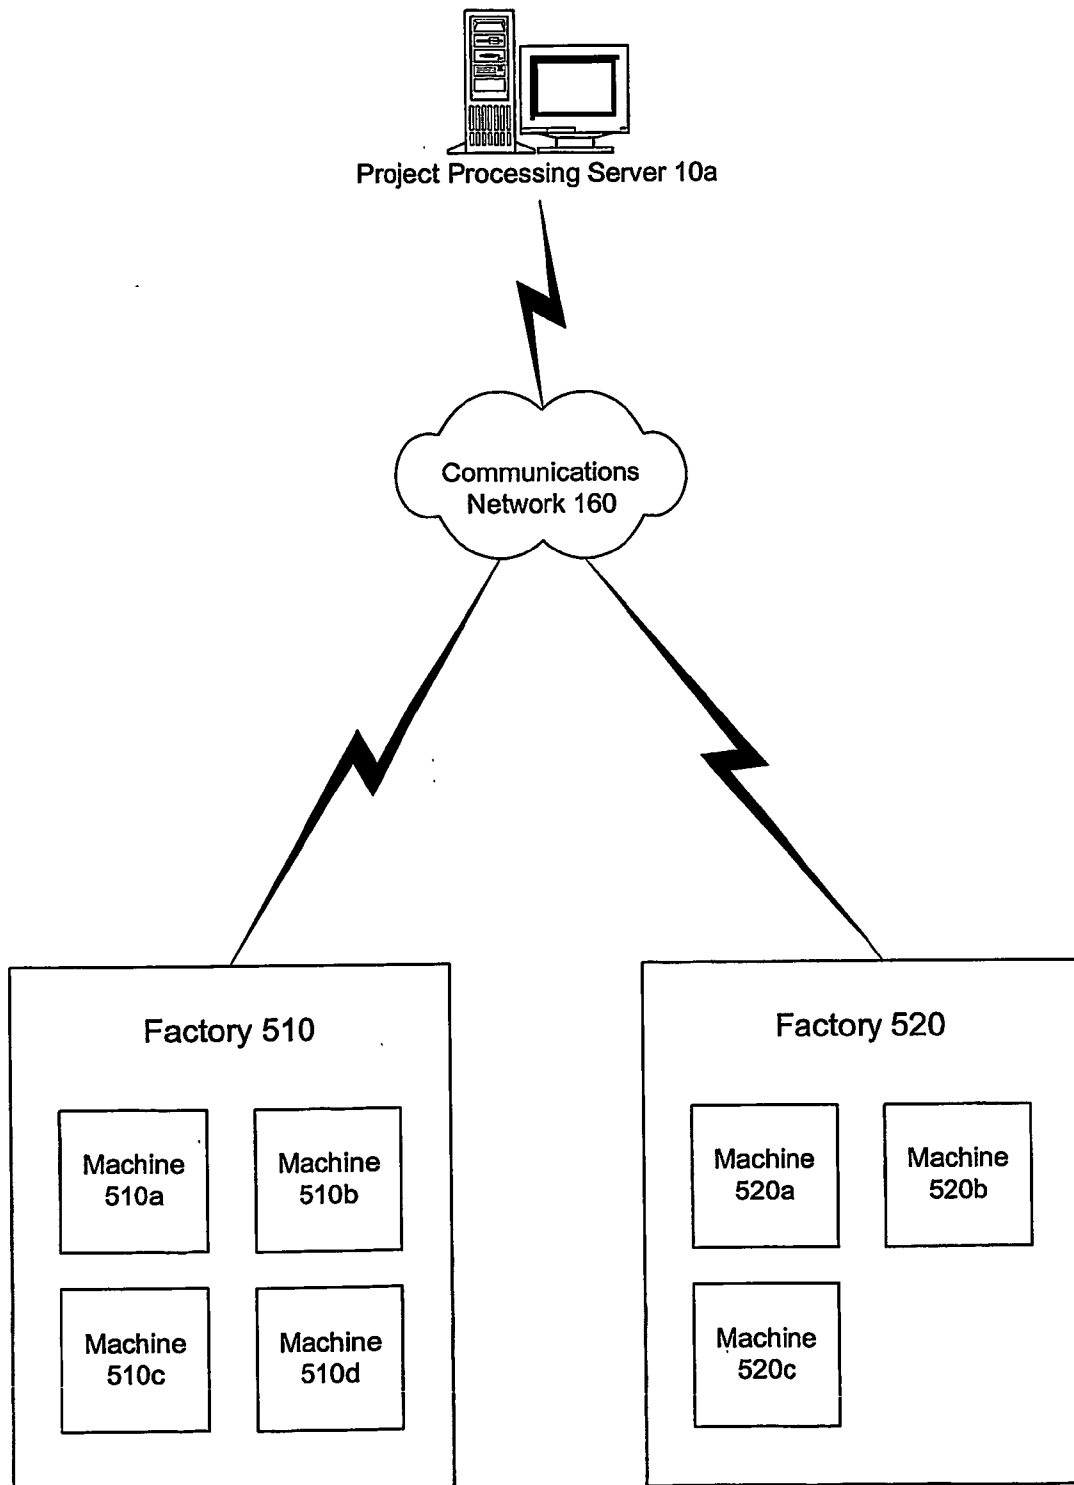 Project Processing Server 10a
Communications
Network 160
Factory 510
Machine
510a
Machine
510b
Machine
510c
Machine
510d
Factory 520
Machine
520a
Machine
520b
Machine
520c